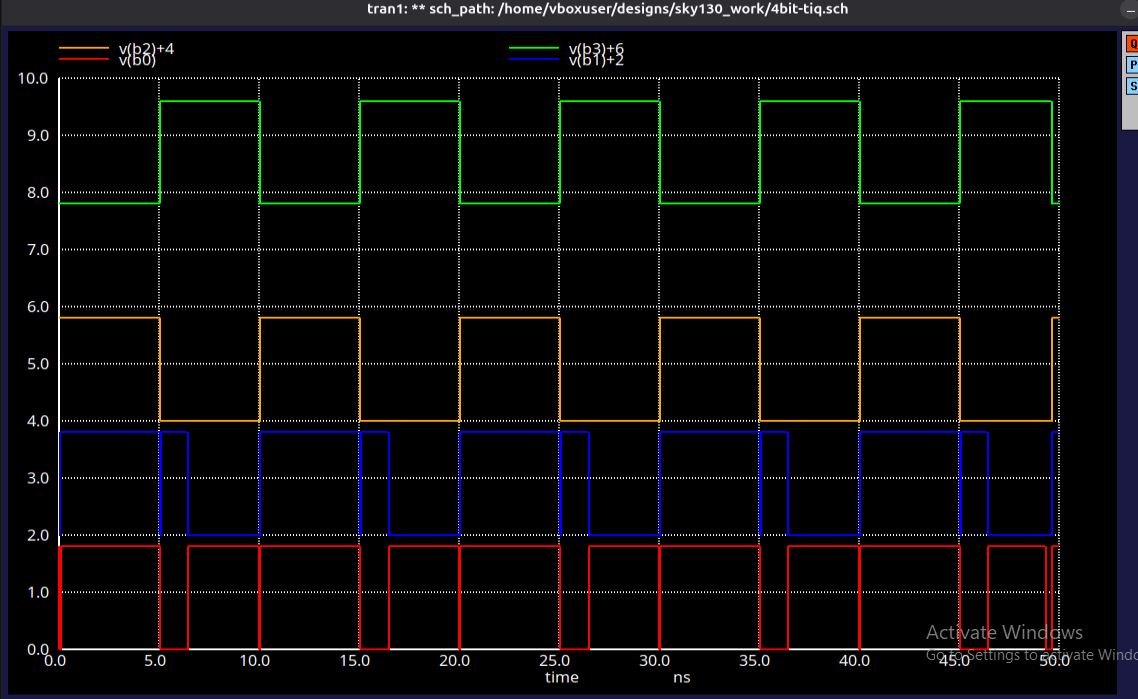 tran1: ** sch_path: /home/vboxuser/designs/sky130_work/4bit-tiq.sch
v(b2)+4
v(b3)+6
v(b0)
v(b1)+2
Q
P
S
10.0
9.0
8.0
7.0
6.0
5.0
4.0
3.0
2.0
1.0
0.0
0.0 5.0 10.0 15.0 20.0 25.0 30.0 35.0 40.0 45.0 50.0
time ns
Activate Windows
Go to Settings to activate Windo